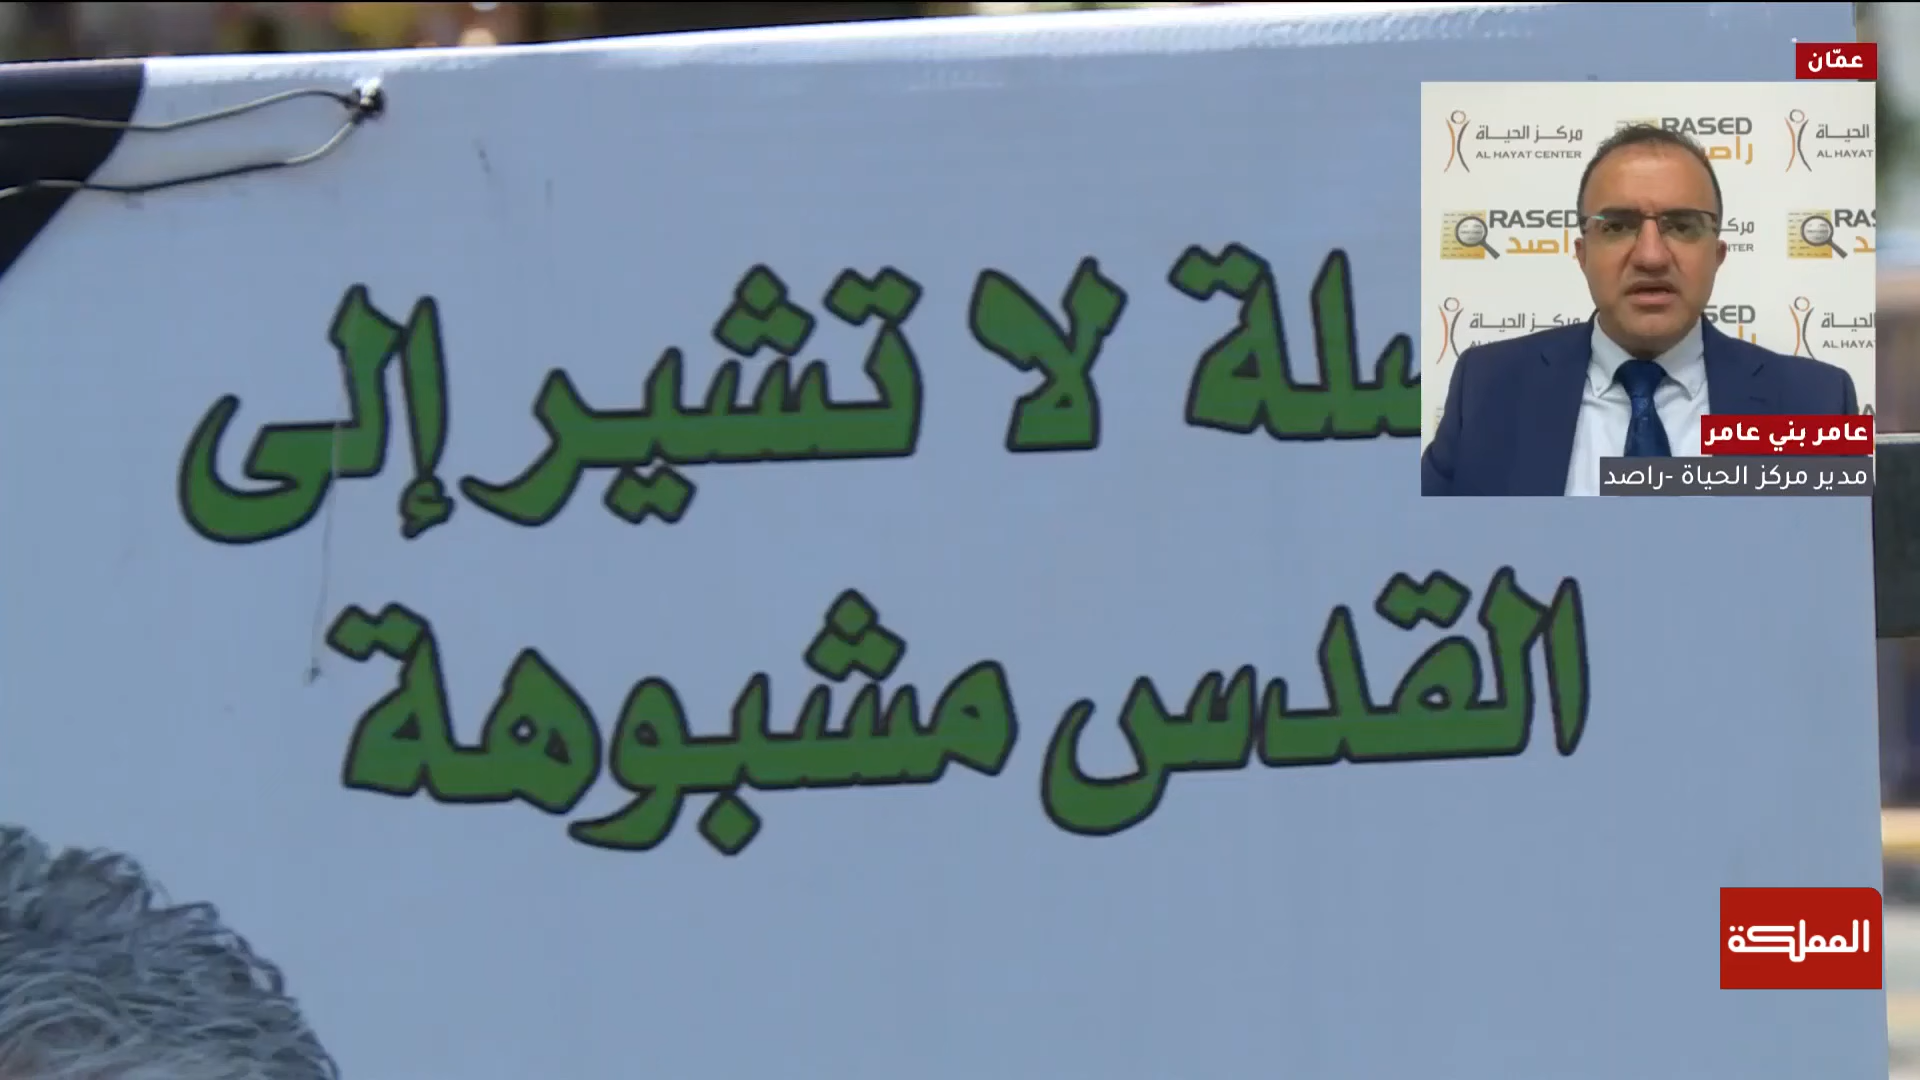 عمّان
مركز الحياة
AL HAYAT CENTER
RASED
راصد
عامر بني عامر
مدير مركز الحياة -راصد
لا تشير إلى
القدس مشبوهة
المملكة